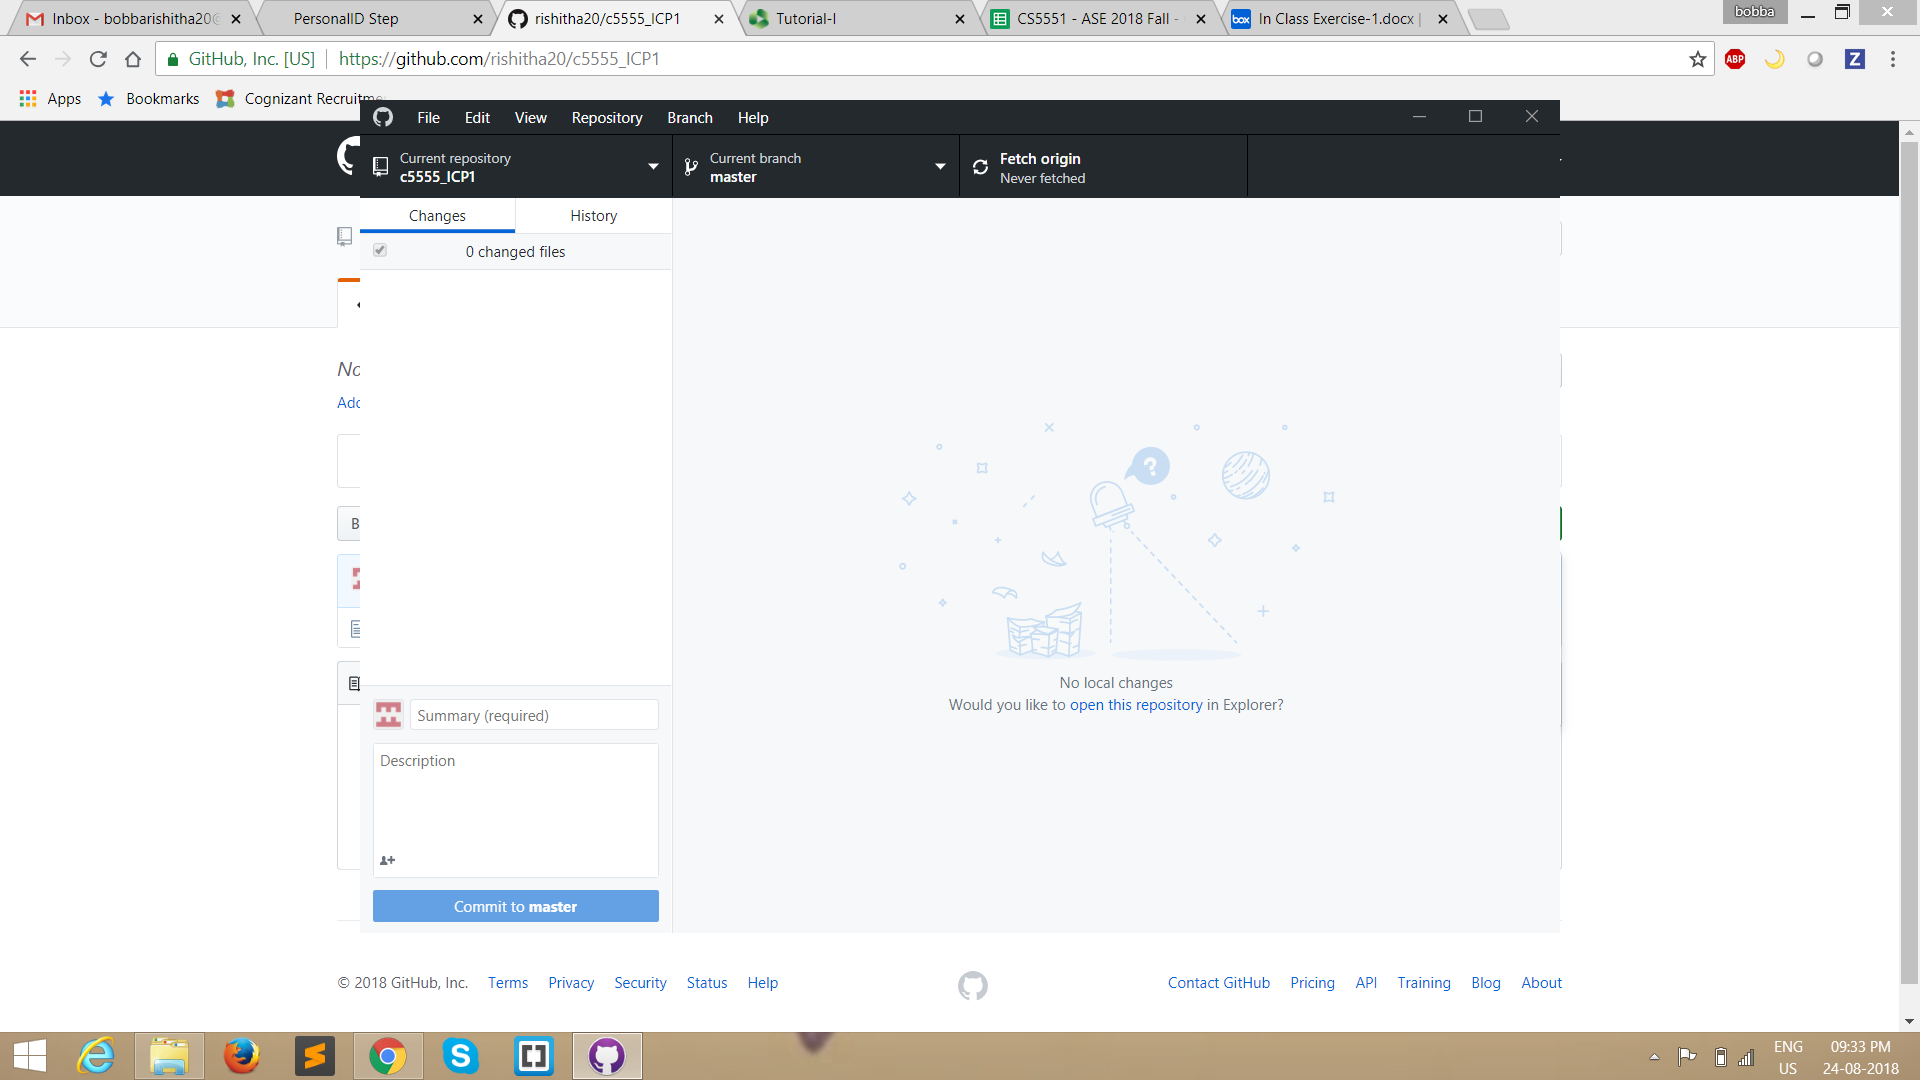 Inbox - bobbarishitha20@
PersonalID Step
rishitha20/c5555_ICP1
Tutorial-I
CS5551 - ASE 2018 Fall -
In Class Exercise-1.docx |
bobba
GitHub, Inc. [US]
https://github.com/rishitha20/c5555_ICP1
ABP
Z
Apps
Bookmarks
Cognizant Recruitme
File
Edit
View
Repository
Branch
Help
Current repository
c5555_ICP1
Current branch
master
Fetch origin
Never fetched
Changes
History
0 changed files
No
Add
B
?
No local changes
Would you like to open this repository in Explorer?
Summary (required)
Description
Commit to master
© 2018 GitHub, Inc.
Terms
Privacy
Security
Status
Help
Contact GitHub
Pricing
API
Training
Blog
About
ENG
US
09:33 PM
24-08-2018